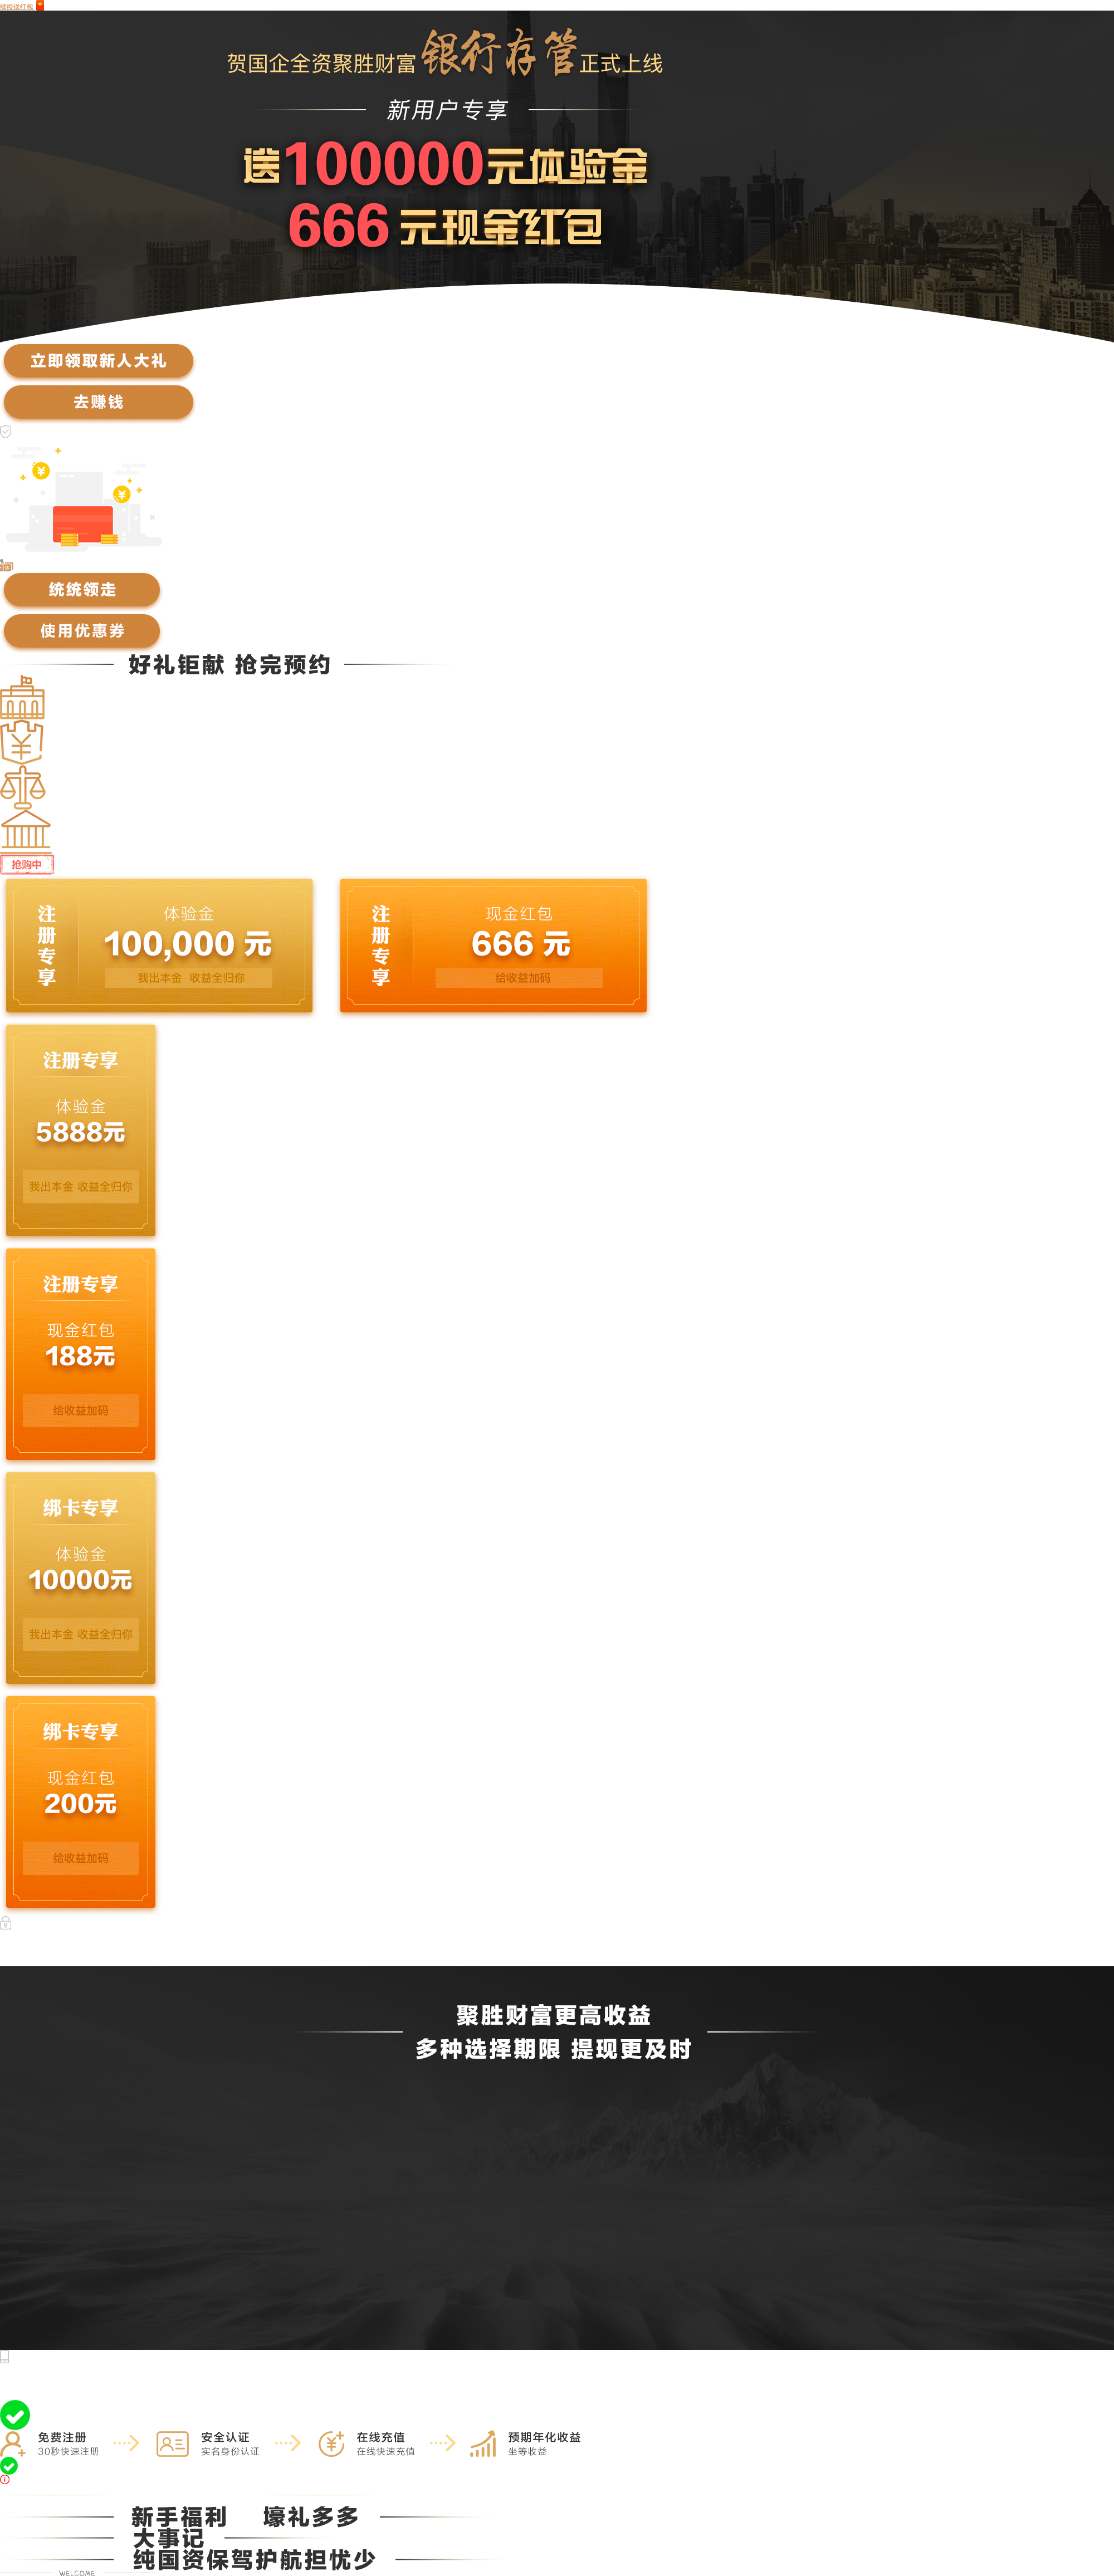 续投送红包
贺国企全资聚胜财富银行存管正式上线
新用户专享
送100000元体验金
666元现金红包
立即领取新人大礼
去赚钱
统统领走
使用优惠券
好礼钜献 抢完预约
抢购中
注册专享
体验金
100,000 元
我出本金 收益全归你
注册专享
现金红包
666 元
给收益加码
注册专享
体验金
5888元
我出本金 收益全归你
注册专享
现金红包
188元
给收益加码
绑卡专享
体验金
10000元
我出本金 收益全归你
绑卡专享
现金红包
200元
给收益加码
聚胜财富更高收益
多种选择期限 提现更及时
免费注册
30秒快速注册
安全认证
实名身份认证
在线充值
在线快速充值
预期年化收益
坐等收益
新手福利 壕礼多多
大事记
纯国资保驾护航担忧少
WELCOME